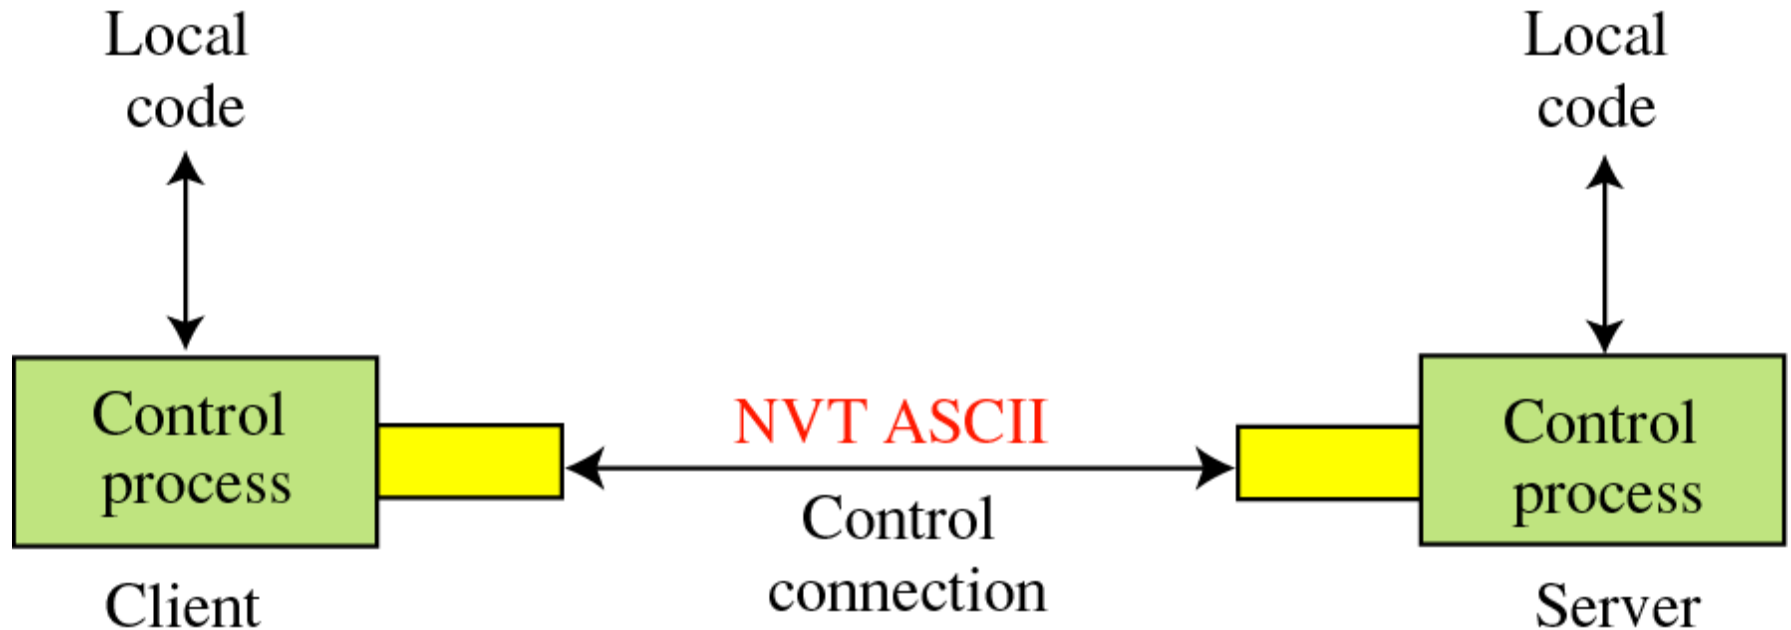 Local
code
Local
code
Control
process
NVT ASCII
Control
connection
Control
process
Client
Server